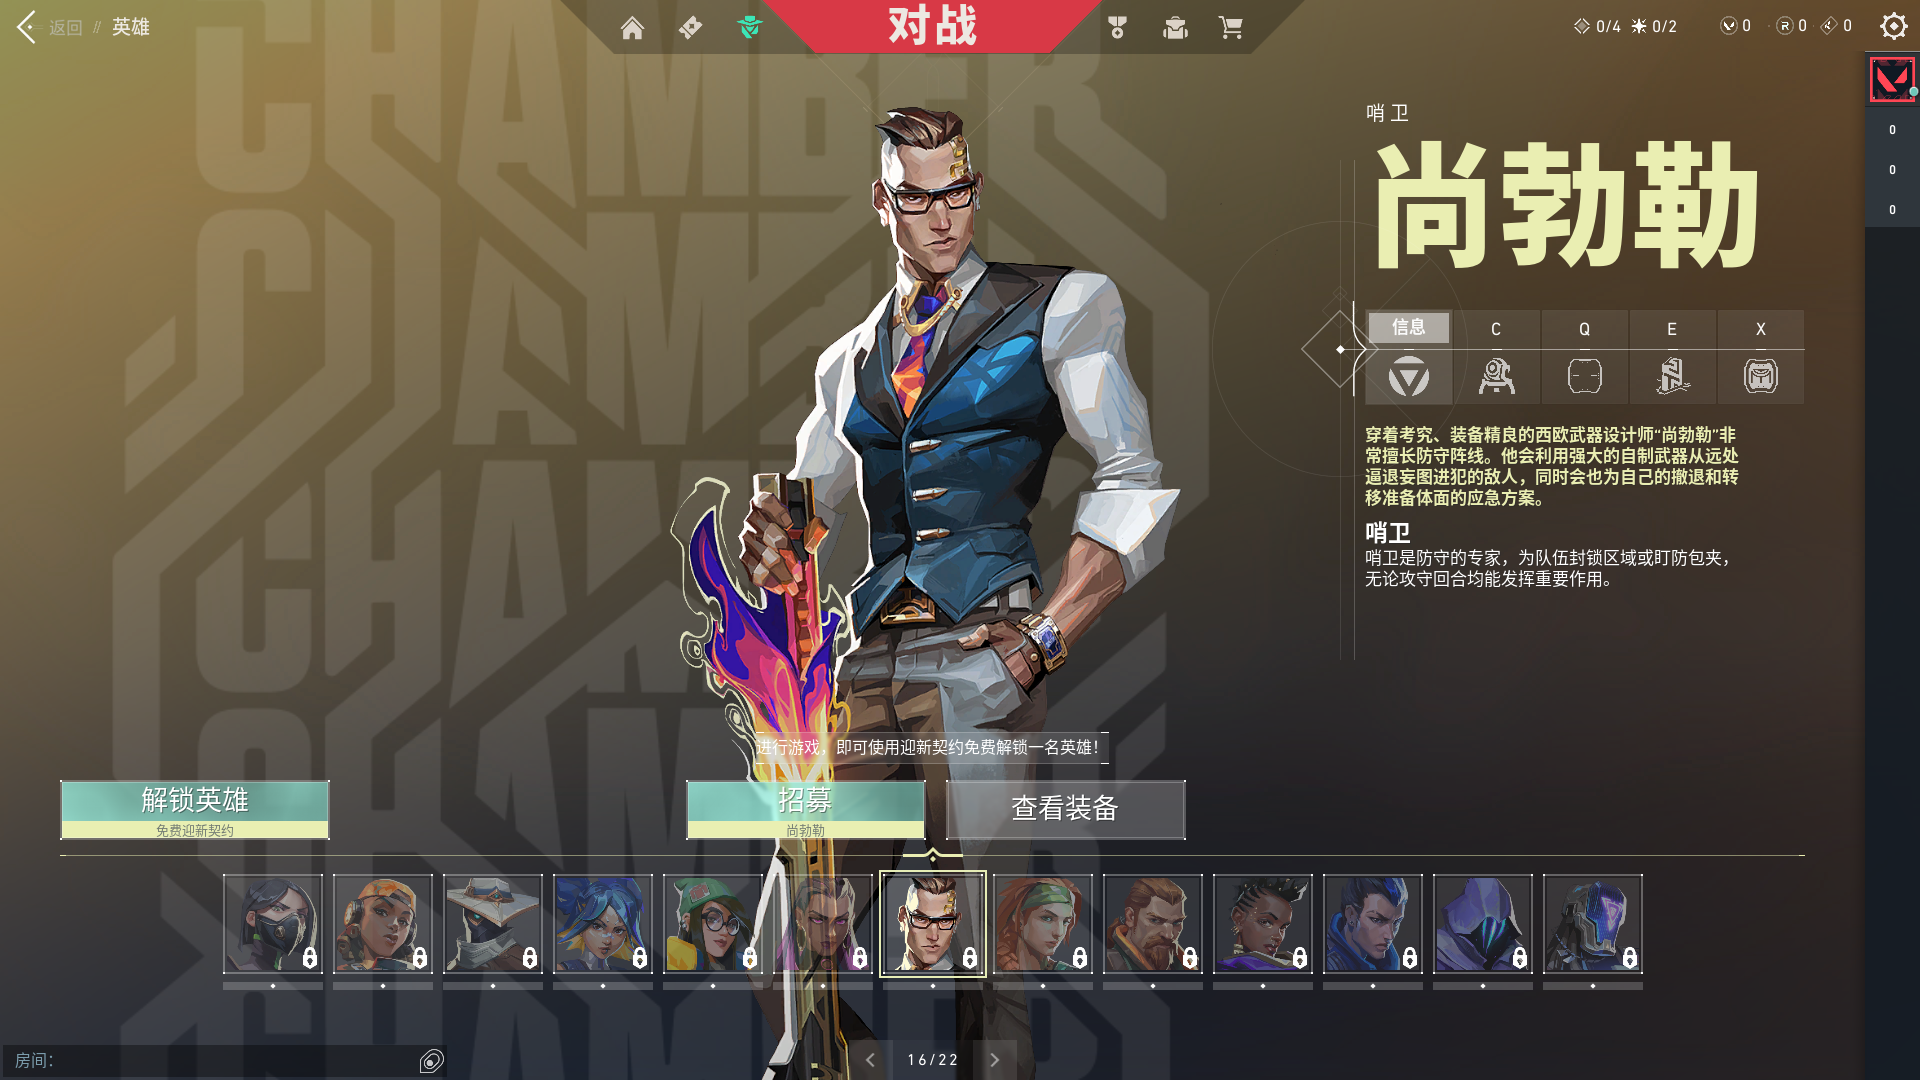 返回 // 英雄
对战
0/4 0/2 0 R 0 0
0
0
0
CHAMBER
哨卫
尚勃勒
信息 C Q E X
穿着考究、装备精良的西欧武器设计师“尚勃勒”非
常擅长防守阵线。他会利用强大的自制武器从远处
逼退妄图进犯的敌人，同时会也为自己的撤退和转
移准备体面的应急方案。
哨卫
哨卫是防守的专家，为队伍封锁区域或盯防包夹，
无论攻守回合均能发挥重要作用。
进行游戏，即可使用迎新契约免费解锁一名英雄！
解锁英雄
免费迎新契约
招募
尚勃勒
查看装备
房间：
16/22